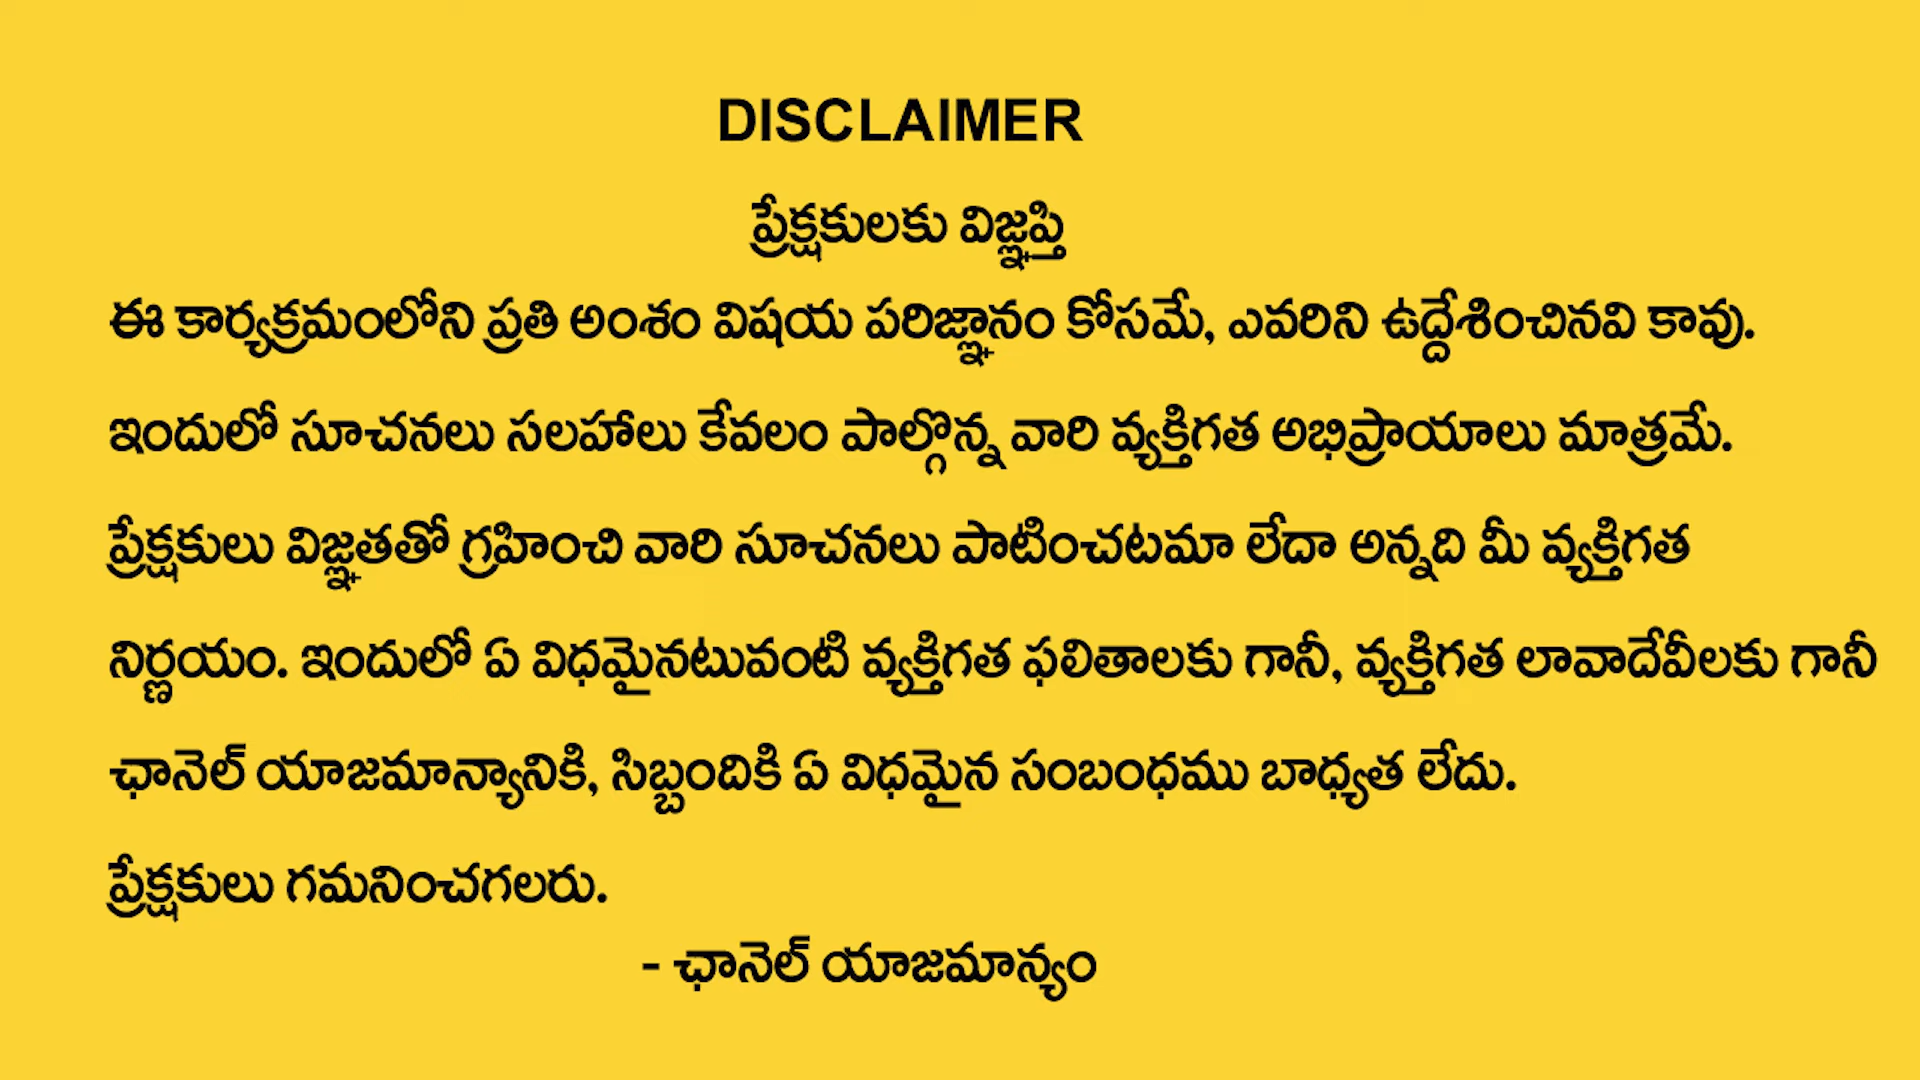 DISCLAIMER
ప్రేక్షకులకు విజ్ఞప్తి
ఈ కార్యక్రమంలోని ప్రతి అంశం విషయ పరిజ్ఞానం కోసమే, ఎవరిని ఉద్దేశించినవి కావు.
ఇందులో సూచనలు సలహాలు కేవలం పాల్గొన్న వారి వ్యక్తిగత అభిప్రాయాలు మాత్రమే.
ప్రేక్షకులు విజ్ఞతతో గ్రహించి వారి సూచనలు పాటించటమా లేదా అన్నది మీ వ్యక్తిగత
నిర్ణయం. ఇందులో ఏ విధమైనటువంటి వ్యక్తిగత ఫలితాలకు గానీ, వ్యక్తిగత లావాదేవీలకు గానీ
ఛానెల్ యాజమాన్యానికి, సిబ్బందికి ఏ విధమైన సంబంధము బాధ్యత లేదు.
ప్రేక్షకులు గమనించగలరు.
- ఛానెల్ యాజమాన్యం